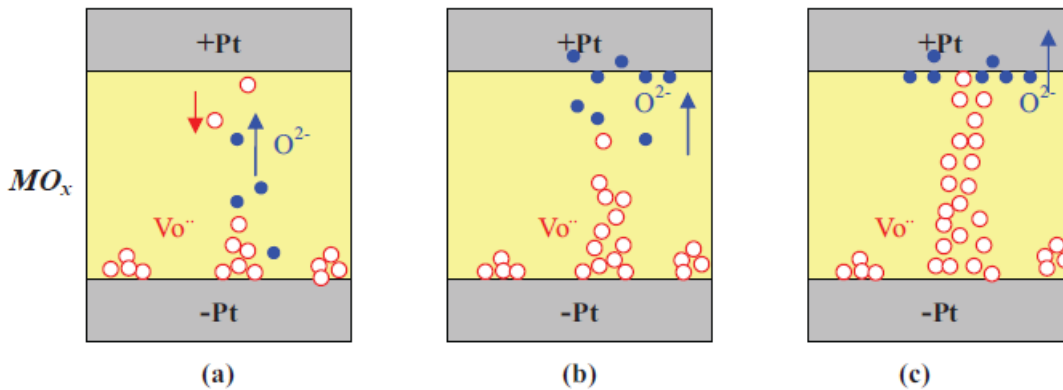 +Pt
+Pt
+Pt
O²⁻
O²⁻
O²⁻
MOₓ
Vo¨
Vo¨
Vo¨
-Pt
-Pt
-Pt
(a)
(b)
(c)